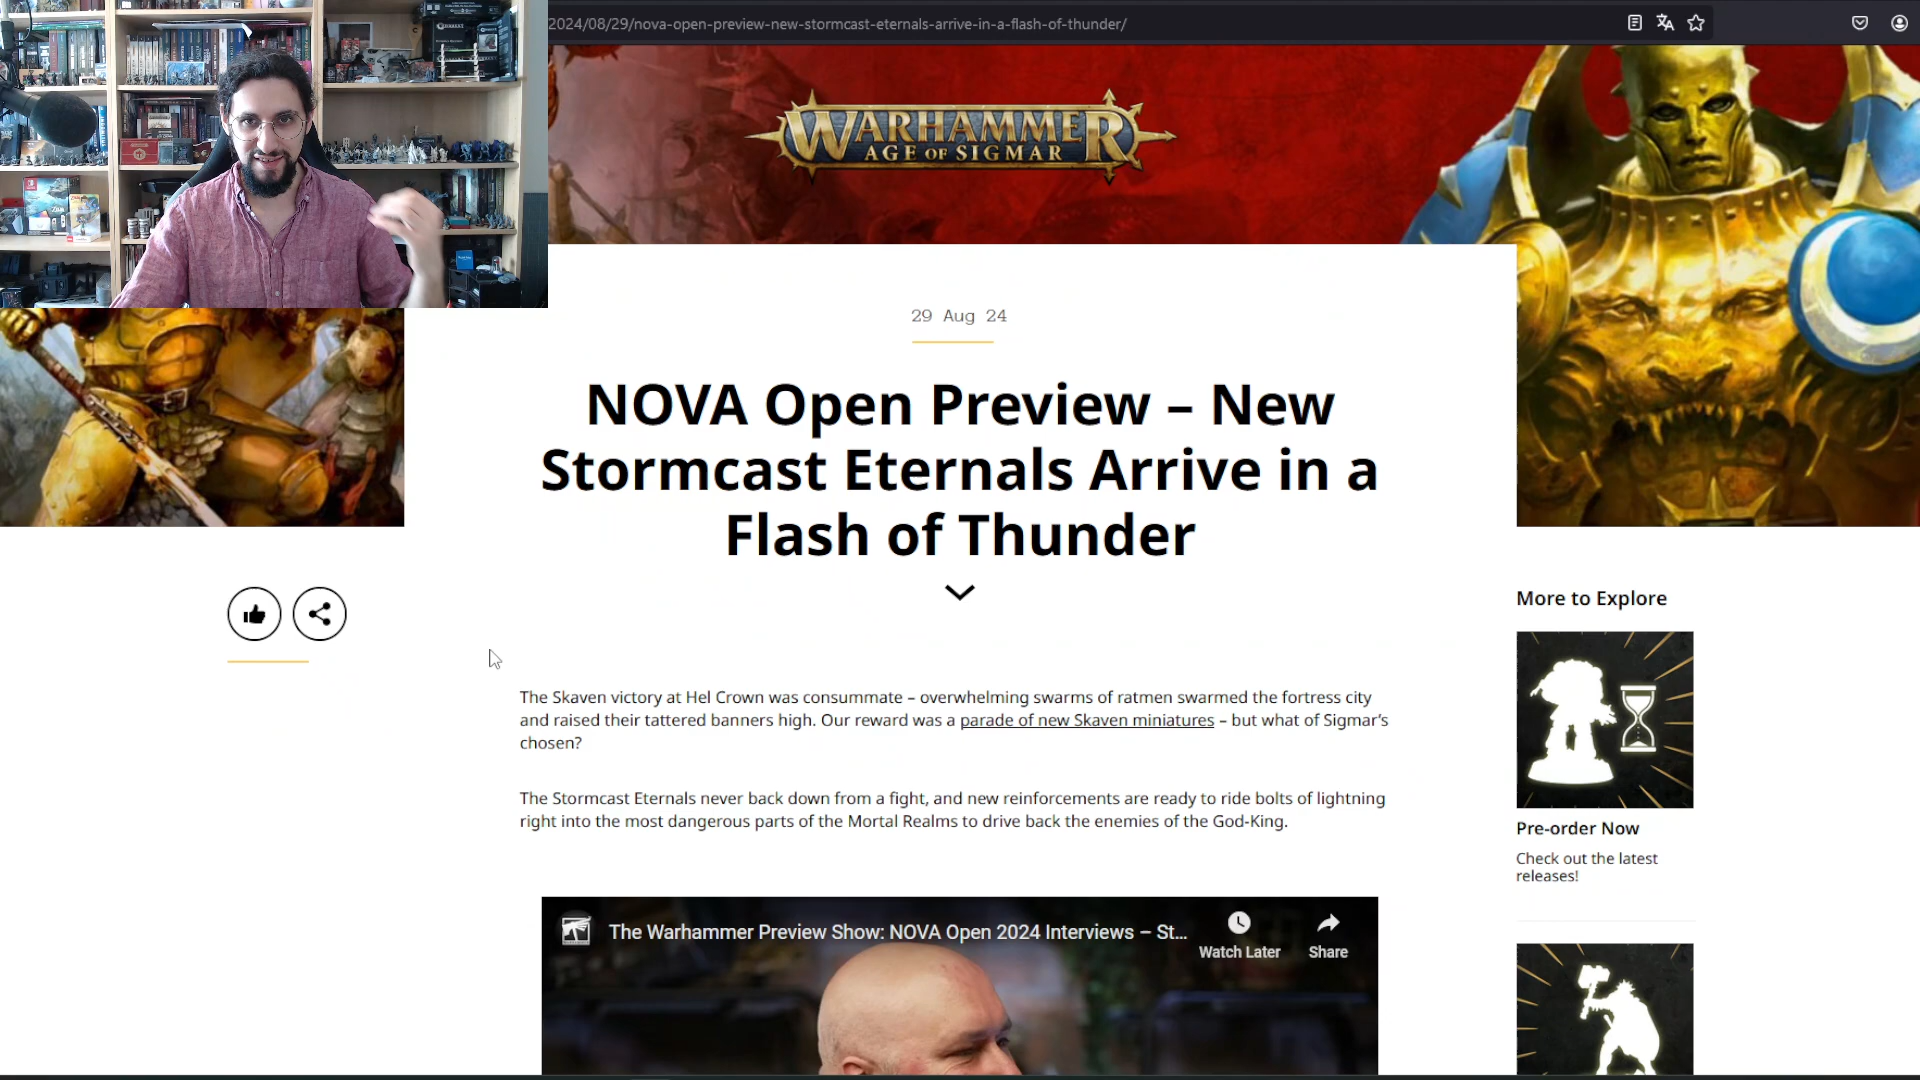 2024/08/29/nova-open-preview-new-stormcast-eternals-arrive-in-a-flash-of-thunder/
WARHAMMER
AGE OF SIGMAR
29 Aug 24
NOVA Open Preview – New
Stormcast Eternals Arrive in a
Flash of Thunder
The Skaven victory at Hel Crown was consummate – overwhelming swarms of ratmen swarmed the fortress city
and raised their tattered banners high. Our reward was a parade of new Skaven miniatures – but what of Sigmar’s
chosen?
The Stormcast Eternals never back down from a fight, and new reinforcements are ready to ride bolts of lightning
right into the most dangerous parts of the Mortal Realms to drive back the enemies of the God-King.
The Warhammer Preview Show: NOVA Open 2024 Interviews – St...
Watch Later
Share
More to Explore
Pre-order Now
Check out the latest
releases!